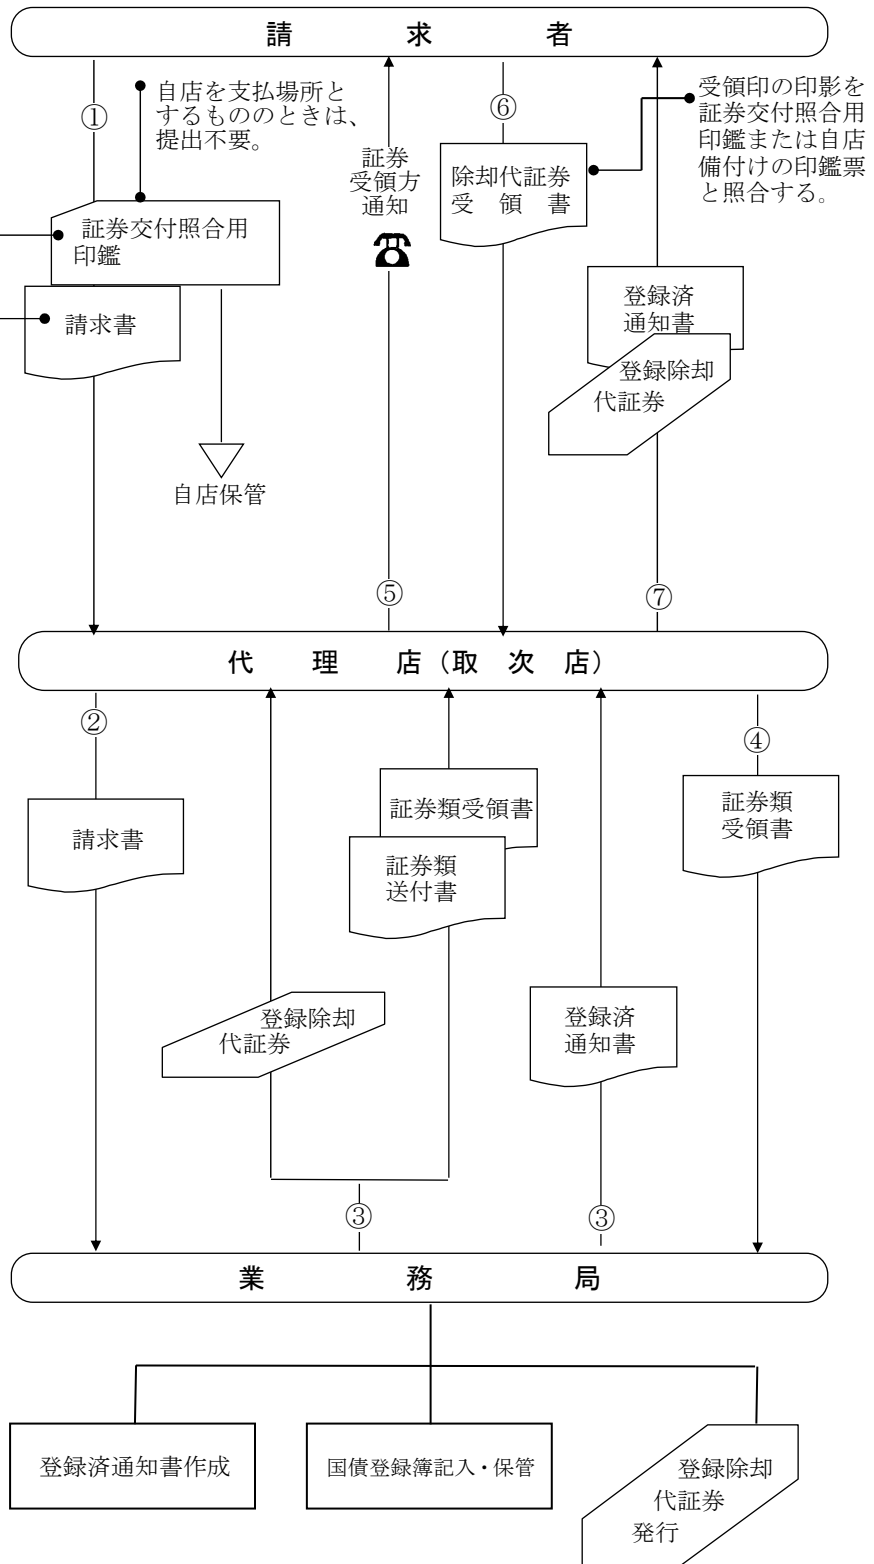 請求者
①
自店を支払場所と
するもののときは、
提出不要。
証券交付照合用
印鑑
請求書
自店保管
証券
受領方
通知
⑤
⑥
除却代証券
受領書
受領印の印影を
証券交付照合用
印鑑または自店
備付けの印鑑票
と照合する。
登録済
通知書
登録除却
代証券
⑦
代理店(取次店)
②
請求書
登録除却
代証券
証券類受領書
証券類
送付書
③
登録済
通知書
③
④
証券類
受領書
業務局
登録済通知書作成
国債登録簿記入・保管
登録除却
代証券
発行